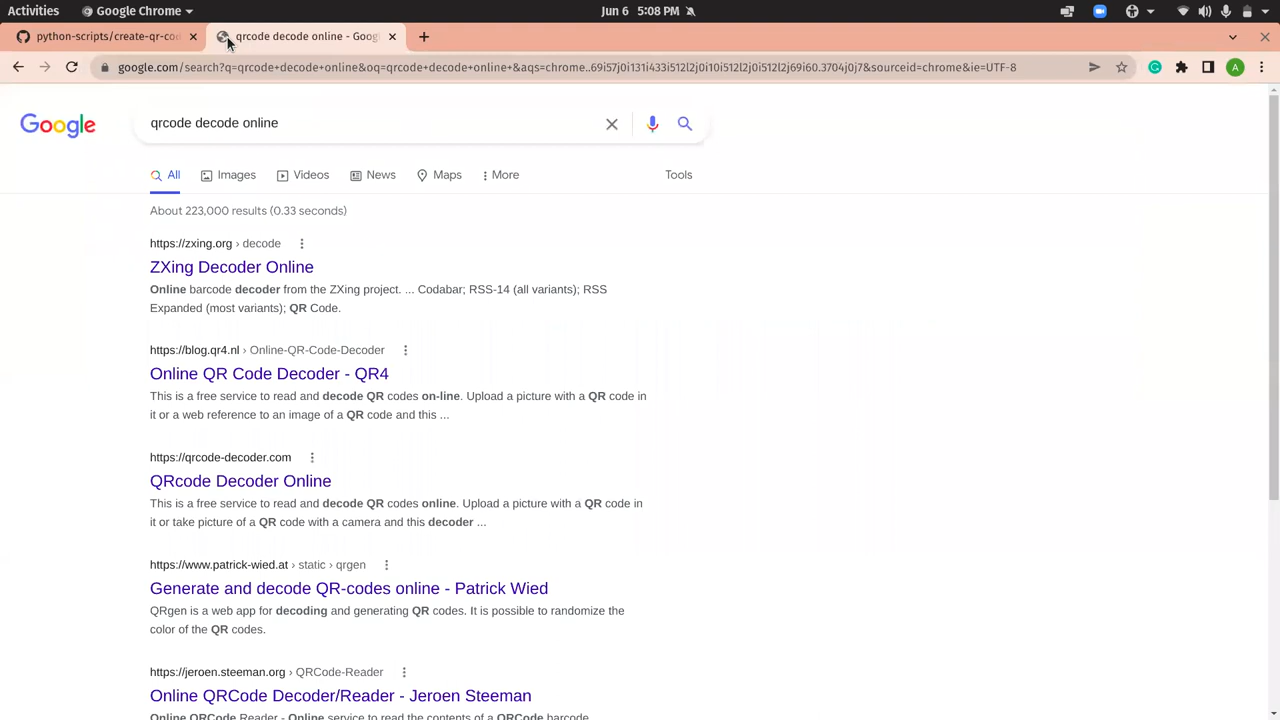 Activities Google Chrome Jun 6 5:08 PM
python-scripts/create-qr-cod qrcode decode online - Goog
google.com/search?q=qrcode+decode+online&oq=qrcode+decode+online+&aqs=chrome..69i57j0i131i433i512l2j0i10i512l2j0i512l2j69i60.3704j0j7&sourceid=chrome&ie=UTF-8
A
Google qrcode decode online
All Images Videos News Maps More Tools
About 223,000 results (0.33 seconds)
https://zxing.org › decode
ZXing Decoder Online
Online barcode decoder from the ZXing project. ... Codabar; RSS-14 (all variants); RSS
Expanded (most variants); QR Code.
https://blog.qr4.nl › Online-QR-Code-Decoder
Online QR Code Decoder - QR4
This is a free service to read and decode QR codes on-line. Upload a picture with a QR code in
it or a web reference to an image of a QR code and this ...
https://qrcode-decoder.com
QRcode Decoder Online
This is a free service to read and decode QR codes online. Upload a picture with a QR code in
it or take picture of a QR code with a camera and this decoder ...
https://www.patrick-wied.at › static › qrgen
Generate and decode QR-codes online - Patrick Wied
QRgen is a web app for decoding and generating QR codes. It is possible to randomize the
color of the QR codes.
https://jeroen.steeman.org › QRCode-Reader
Online QRCode Decoder/Reader - Jeroen Steeman
Online QRCode Reader - Online service to read the contents of a QRCode barcode.